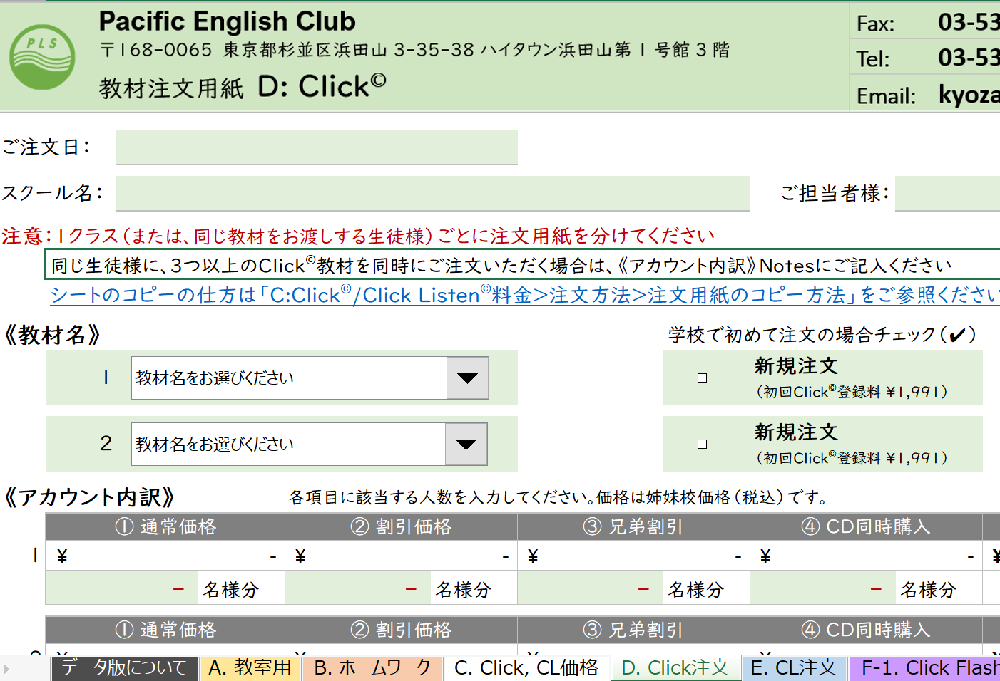 PLS
Pacific English Club
〒168-0065 東京都杉並区浜田山 3-35-38 ハイタウン浜田山第 1 号館 3 階
教材注文用紙 D: Click©
Fax: 03-53
Tel: 03-53
Email: kyoza
ご注文日：
スクール名：
ご担当者様：
注意：1クラス（または、同じ教材をお渡しする生徒様）ごとに注文用紙を分けてください
同じ生徒様に、3つ以上のClick©教材を同時にご注文いただく場合は、《アカウント内訳》Notesにご記入ください
シートのコピーの仕方は「C:Click©/Click Listen©料金>注文方法>注文用紙のコピー方法」をご参照ください
《教材名》
学校で初めて注文の場合チェック（✔）
1 教材名をお選びください
新規注文
（初回Click©登録料 ¥1,991）
2 教材名をお選びください
新規注文
（初回Click©登録料 ¥1,991）
《アカウント内訳》
各項目に該当する人数を入力してください。価格は姉妹校価格（税込）です。
① 通常価格 ② 割引価格 ③ 兄弟割引 ④ CD同時購入
1 ¥ - ¥ - ¥ - ¥ - ¥
- 名様分 - 名様分 - 名様分 - 名様分
① 通常価格 ② 割引価格 ③ 兄弟割引 ④ CD同時購入
データ版について A. 教室用 B. ホームワーク C. Click, CL価格 D. Click注文 E. CL注文 F-1. Click Flash